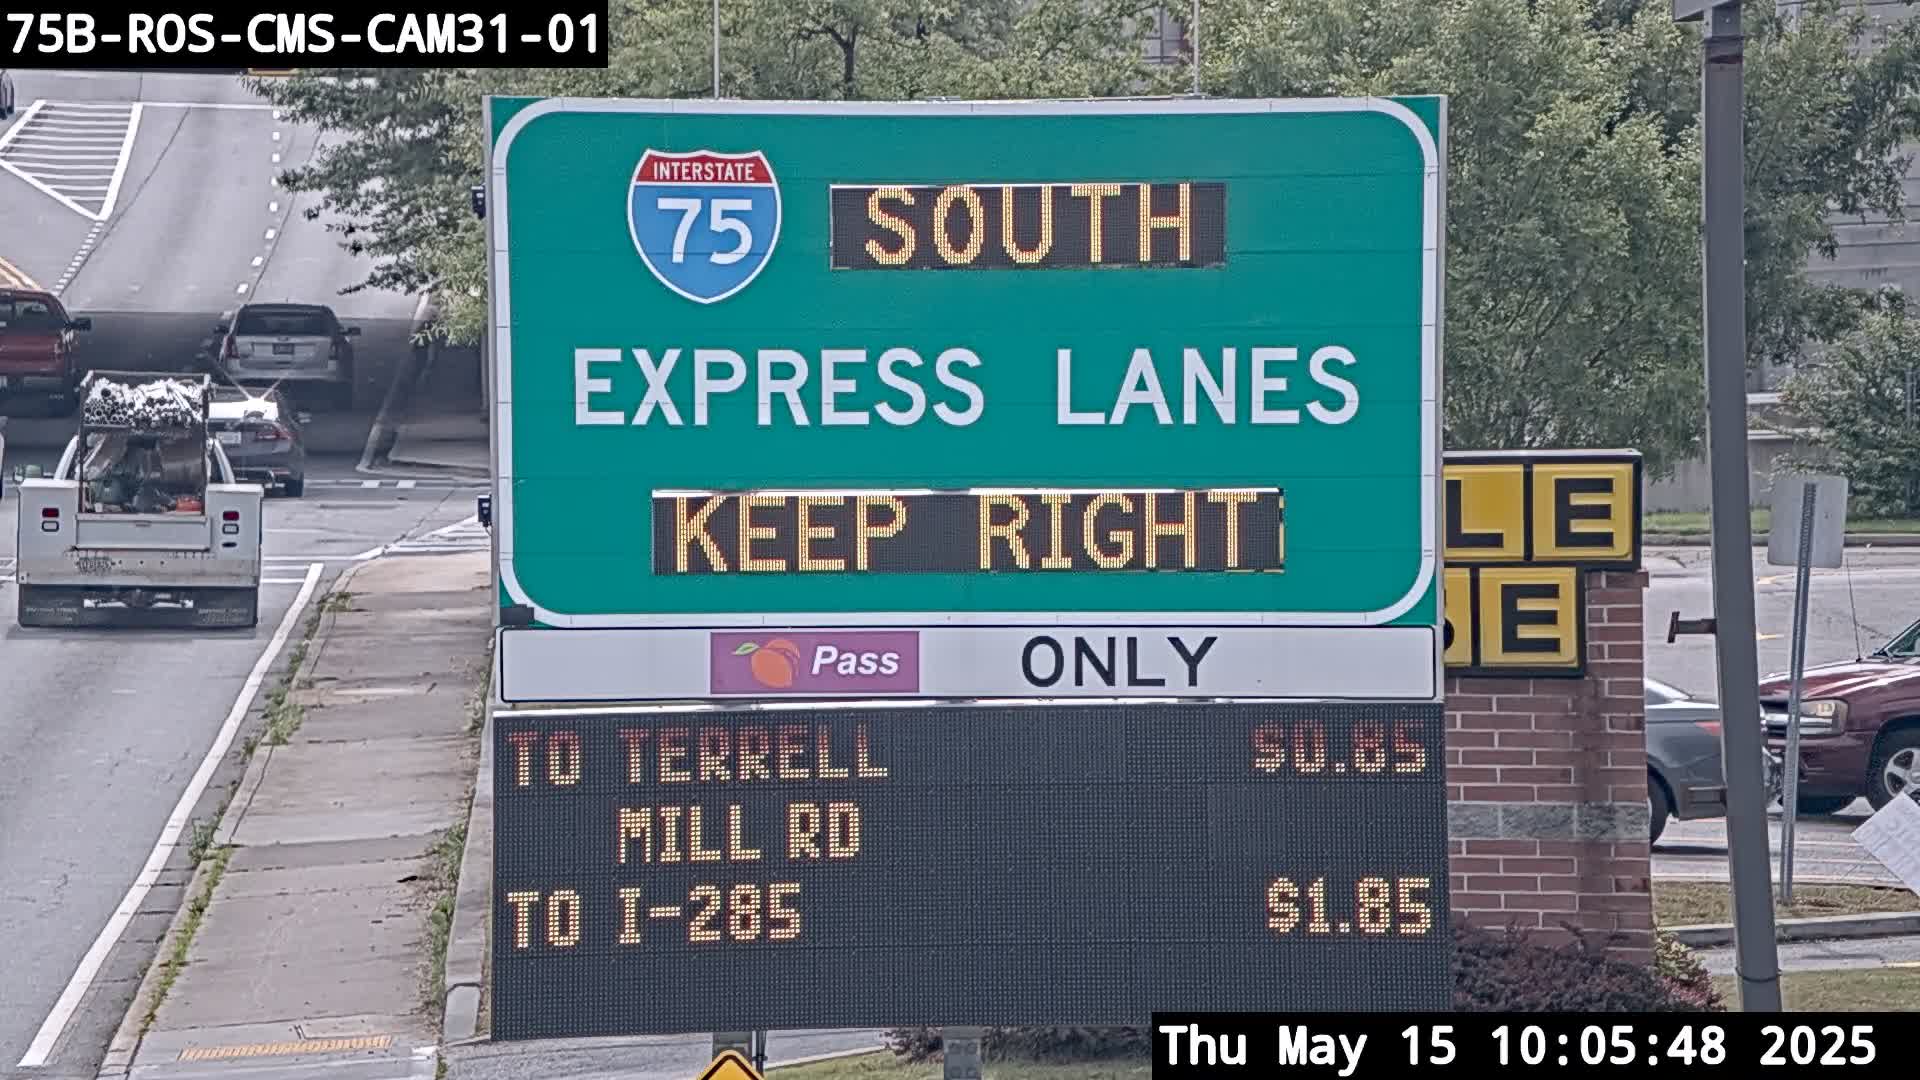 75B-ROS-CMS-CAM31-01
INTERSTATE
75
SOUTH
EXPRESS LANES
KEEP RIGHT
Pass ONLY
TO TERRELL $0.85
MILL RD
TO I-285 $1.85
LE
E
Thu May 15 10:05:48 2025